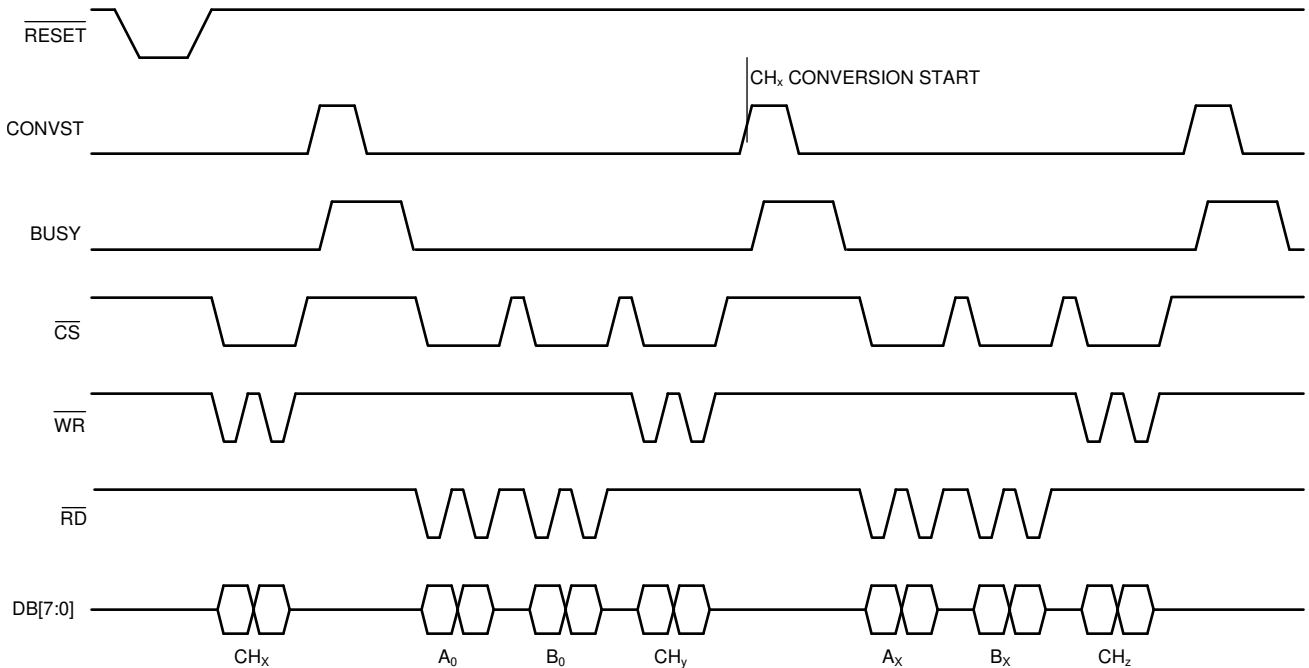 RESET
CHx CONVERSION START
CONVST
BUSY
CS
WR
RD
DB[7:0]
CHX A0 B0 CHy AX BX CHz